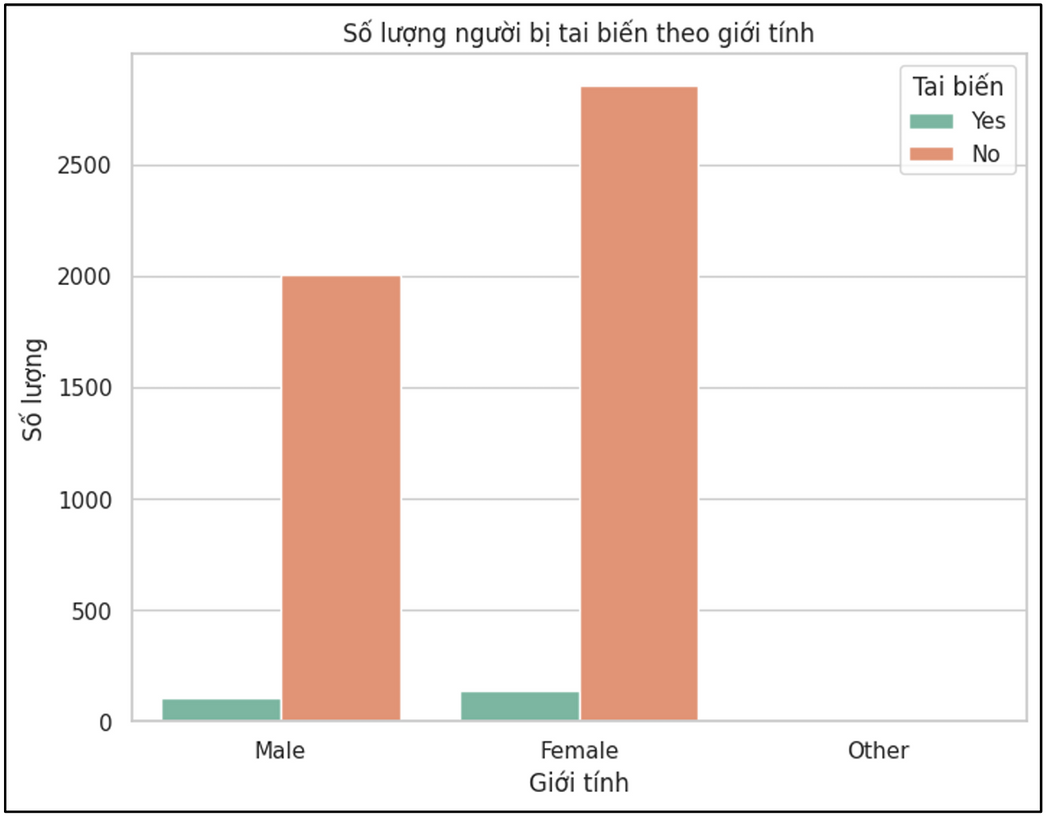 Số lượng người bị tai biến theo giới tính
Tai biến
Yes
No
2500
2000
1500
1000
500
0
Số lượng
Male
Female
Other
Giới tính